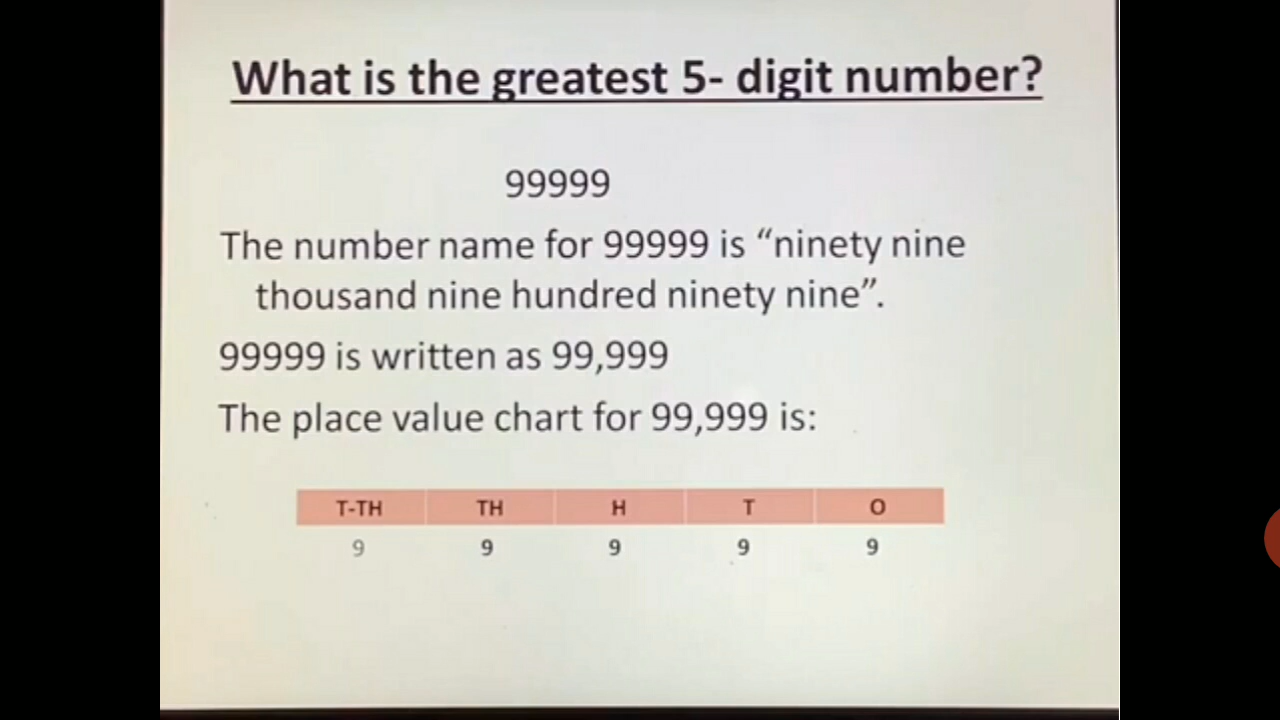 What is the greatest 5- digit number?
99999
The number name for 99999 is “ninety nine
thousand nine hundred ninety nine”.
99999 is written as 99,999
The place value chart for 99,999 is:
T-TH TH H T O
9 9 9 9 9